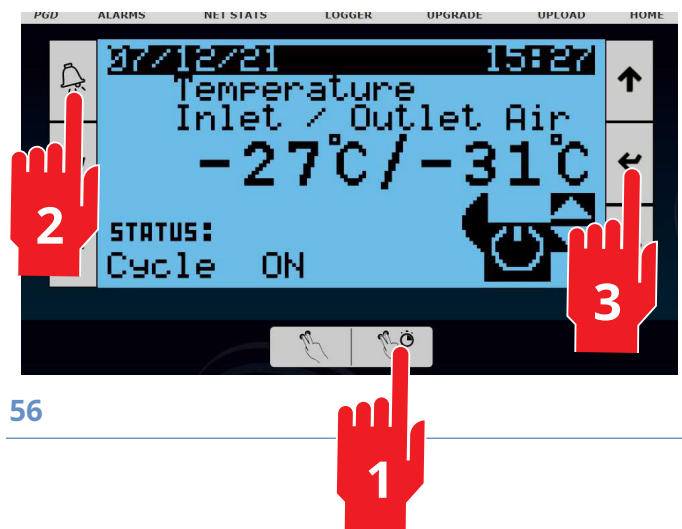 PGD ALARMS NET STATS LOGGER UPGRADE UPLOAD HOME
07/12/21 15:27
Temperature
Inlet / Outlet Air
-27°C/-31°C
STATUS:
Cycle ON
2
3
1
56